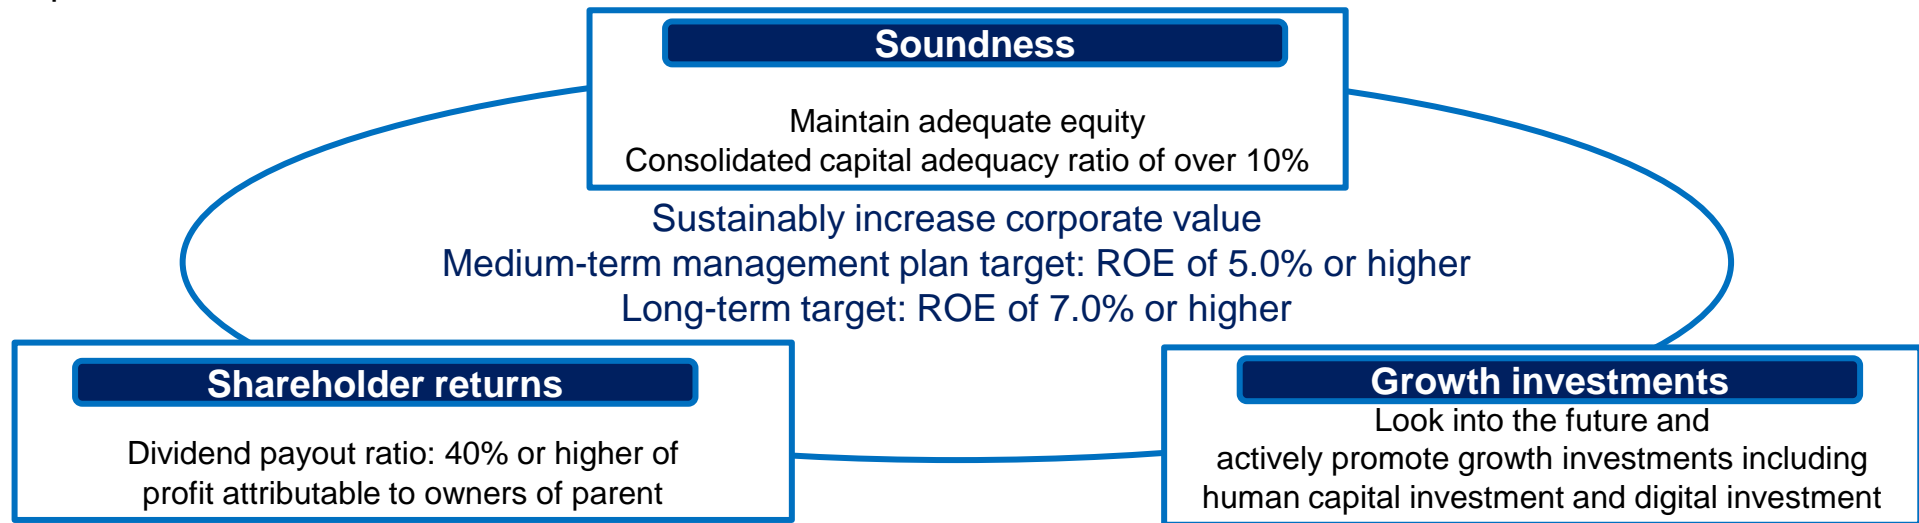 Soundness
Maintain adequate equity
Consolidated capital adequacy ratio of over 10%
Sustainably increase corporate value
Medium-term management plan target: ROE of 5.0% or higher
Long-term target: ROE of 7.0% or higher
Shareholder returns
Dividend payout ratio: 40% or higher of
profit attributable to owners of parent
Growth investments
Look into the future and
actively promote growth investments including
human capital investment and digital investment